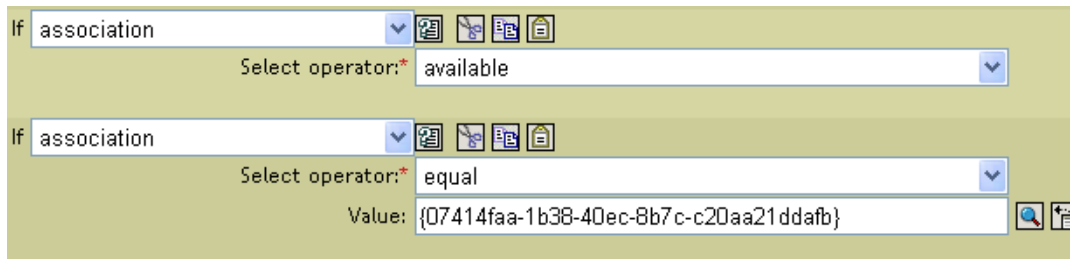 If association
Select operator:* available
If association
Select operator:* equal
Value: {07414faa-1b38-40ec-8b7c-c20aa21ddafb}